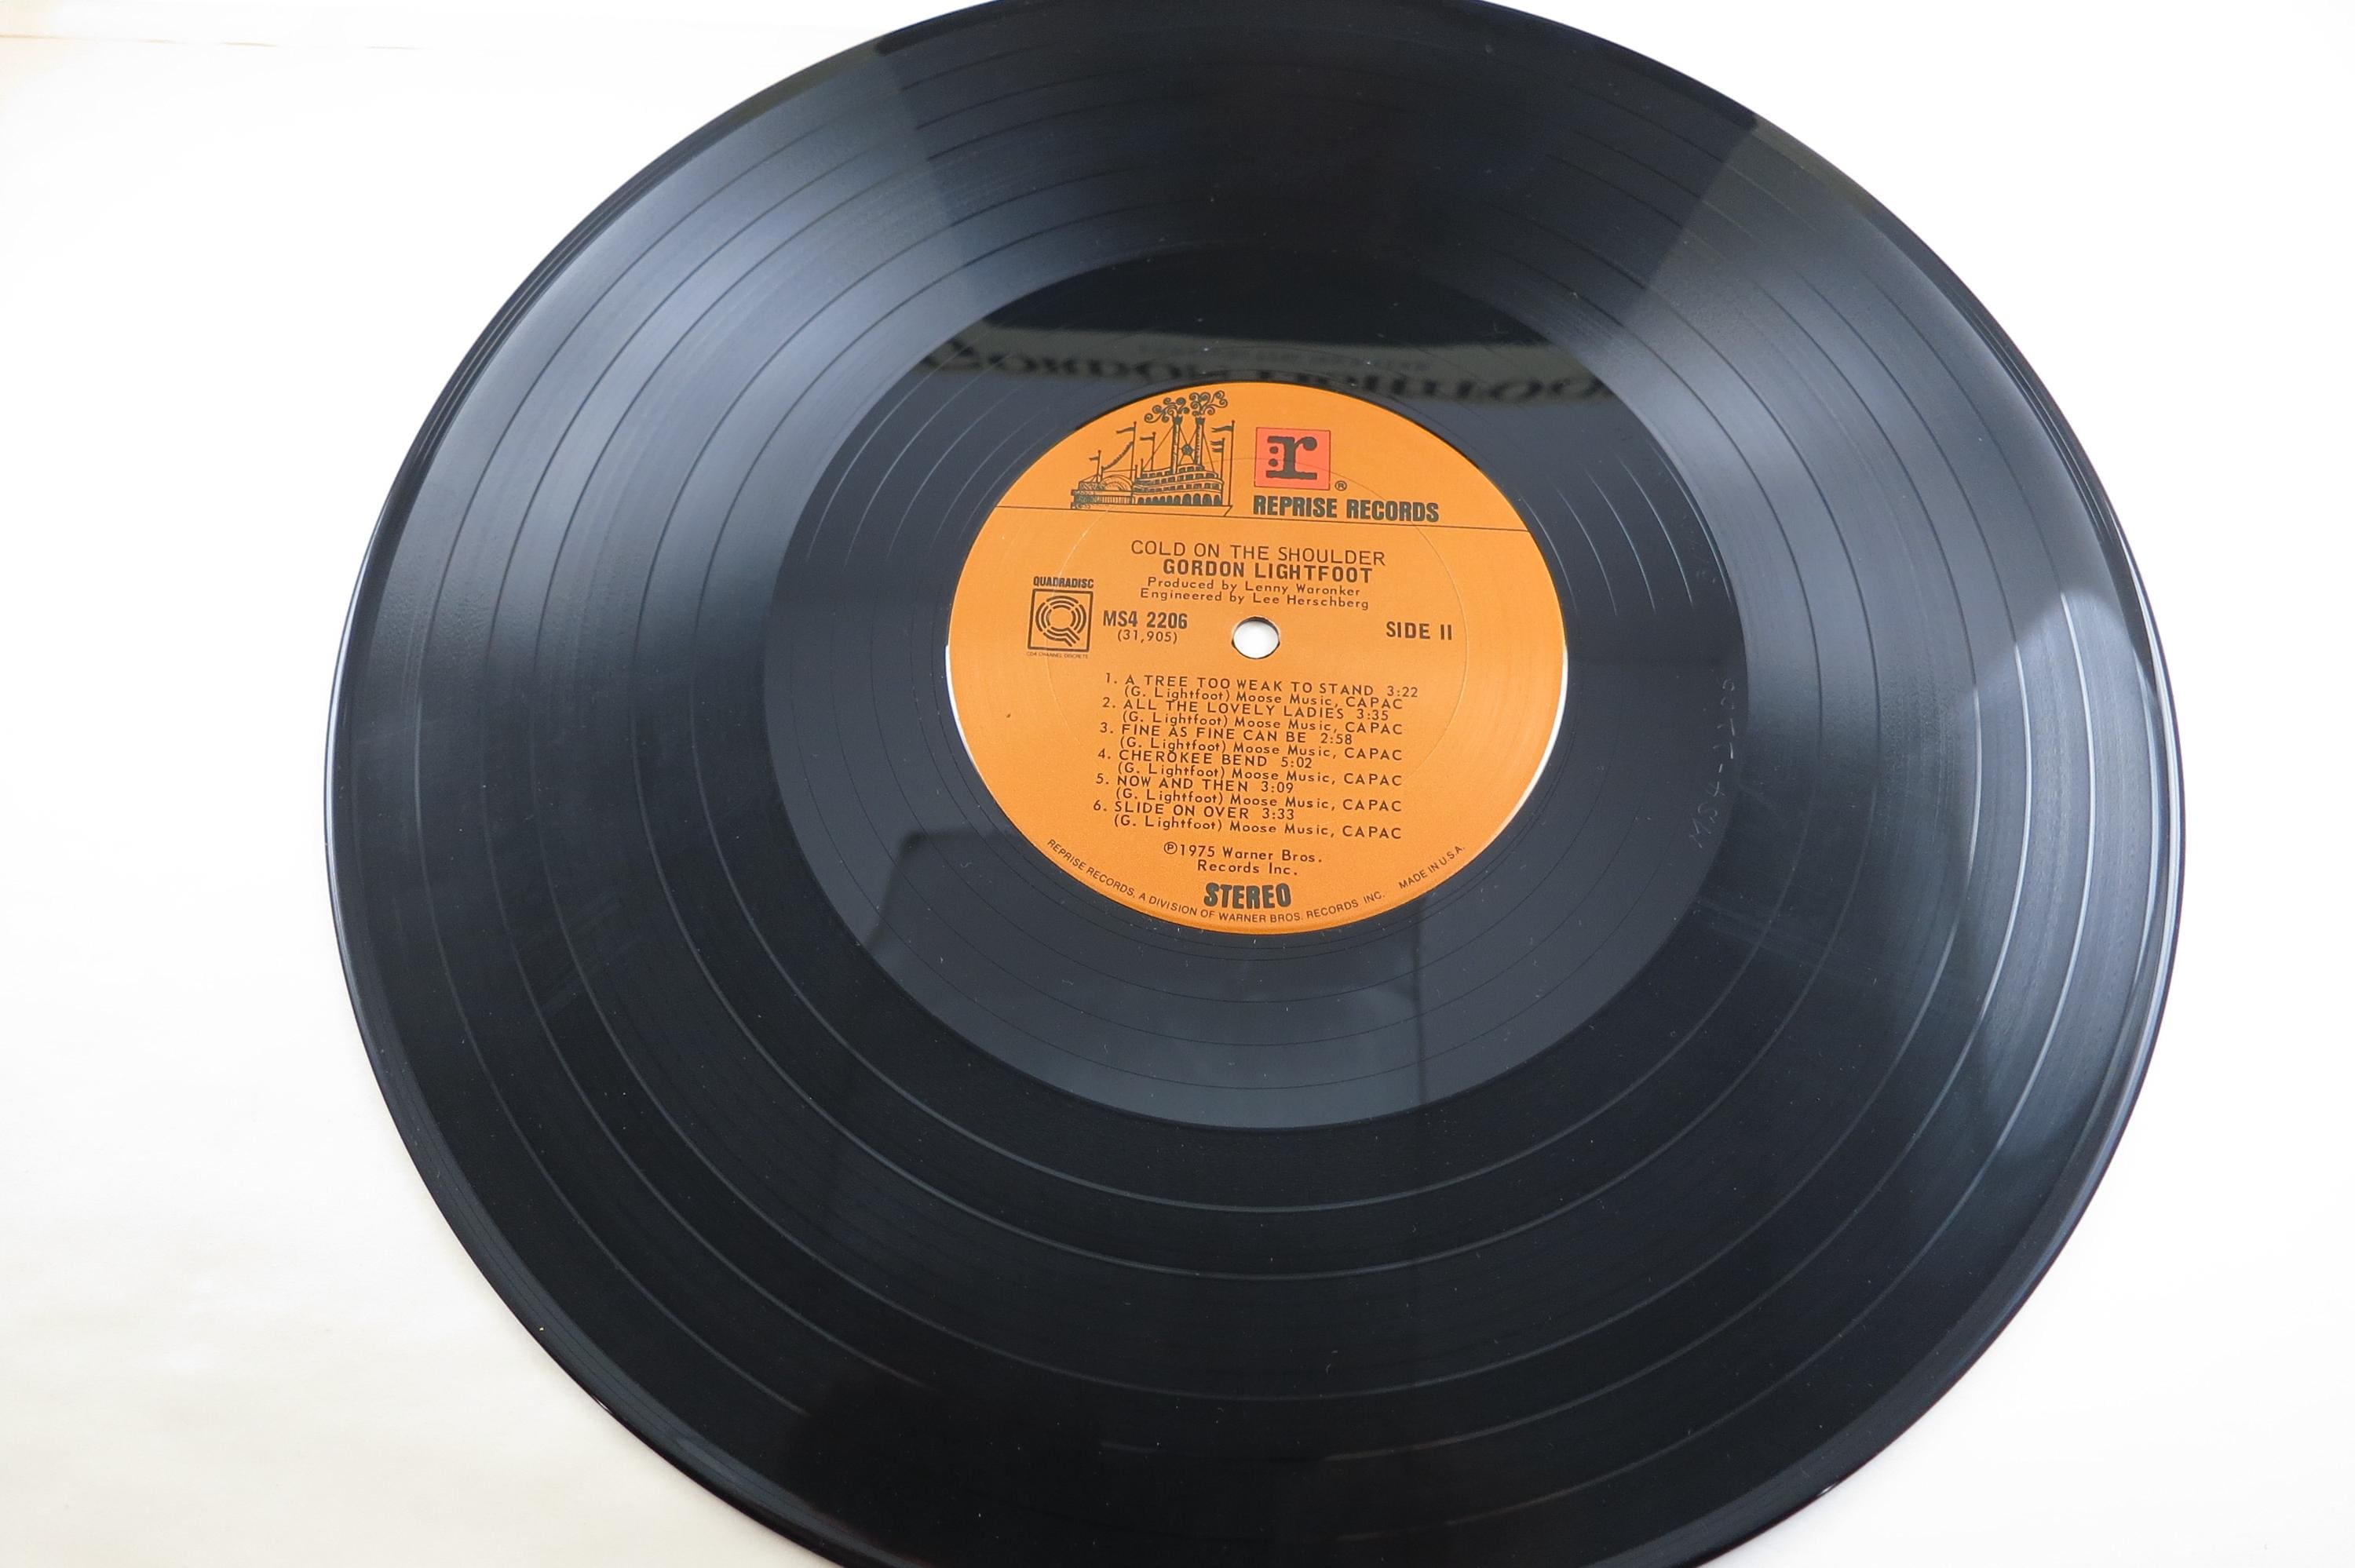 r
®
REPRISE RECORDS
COLD ON THE SHOULDER
GORDON LIGHTFOOT
Produced by Lenny Waronker
Engineered by Lee Herschberg
QUADRADISC
MS4 2206
(31,905)
SIDE II
1. A TREE TOO WEAK TO STAND 3:22
(G. Lightfoot) Moose Music, CAPAC
2. ALL THE LOVELY LADIES 3:35
(G. Lightfoot) Moose Music, CAPAC
3. FINE AS FINE CAN BE 2:58
(G. Lightfoot) Moose Music, CAPAC
4. CHEROKEE BEND 5:02
(G. Lightfoot) Moose Music, CAPAC
5. NOW AND THEN 3:09
(G. Lightfoot) Moose Music, CAPAC
6. SLIDE ON OVER 3:33
(G. Lightfoot) Moose Music, CAPAC
℗1975 Warner Bros.
Records Inc.
STEREO
REPRISE RECORDS, A DIVISION OF WARNER BROS. RECORDS INC. MADE IN U.S.A.